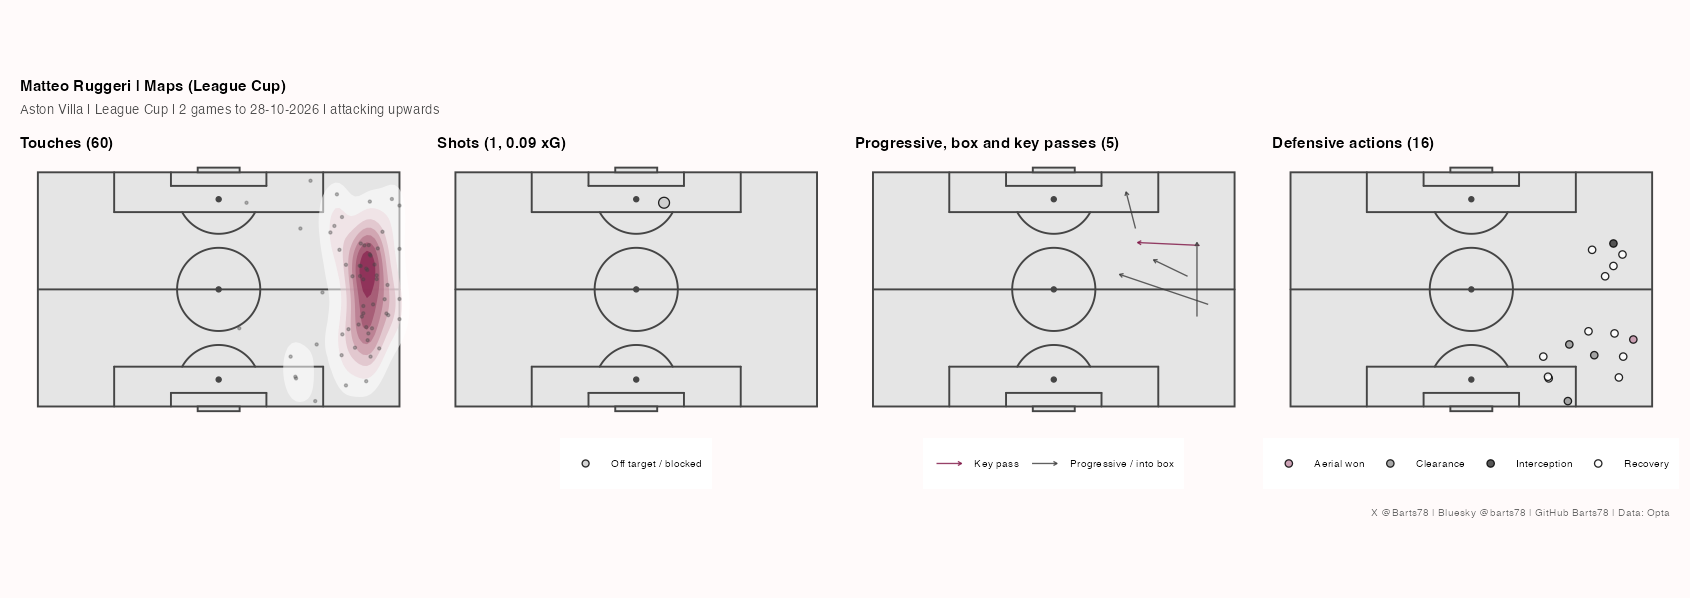 Matteo Ruggeri | Maps (League Cup)
Aston Villa | League Cup | 2 games to 28-10-2026 | attacking upwards
Touches (60)
Shots (1, 0.09 xG)
Progressive, box and key passes (5)
Defensive actions (16)
Off target / blocked
Key pass
Progressive / into box
Aerial won
Clearance
Interception
Recovery
X @Barts78 | Bluesky @barts78 | GitHub Barts78 | Data: Opta